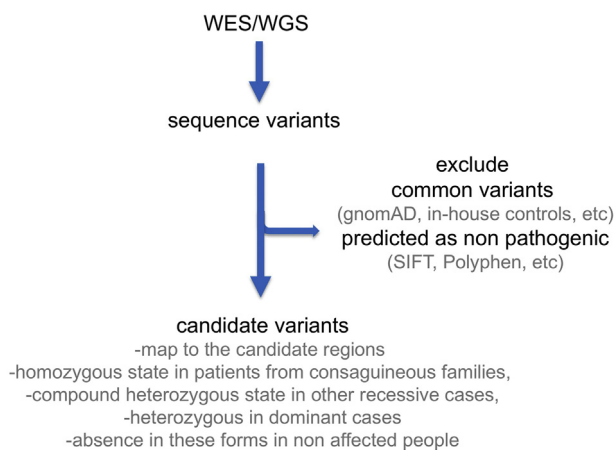 WES/WGS
sequence variants
exclude
common variants
(gnomAD, in-house controls, etc)
predicted as non pathogenic
(SIFT, Polyphen, etc)
candidate variants
-map to the candidate regions
-homozygous state in patients from consaguineous families,
-compound heterozygous state in other recessive cases,
-heterozygous in dominant cases
-absence in these forms in non affected people